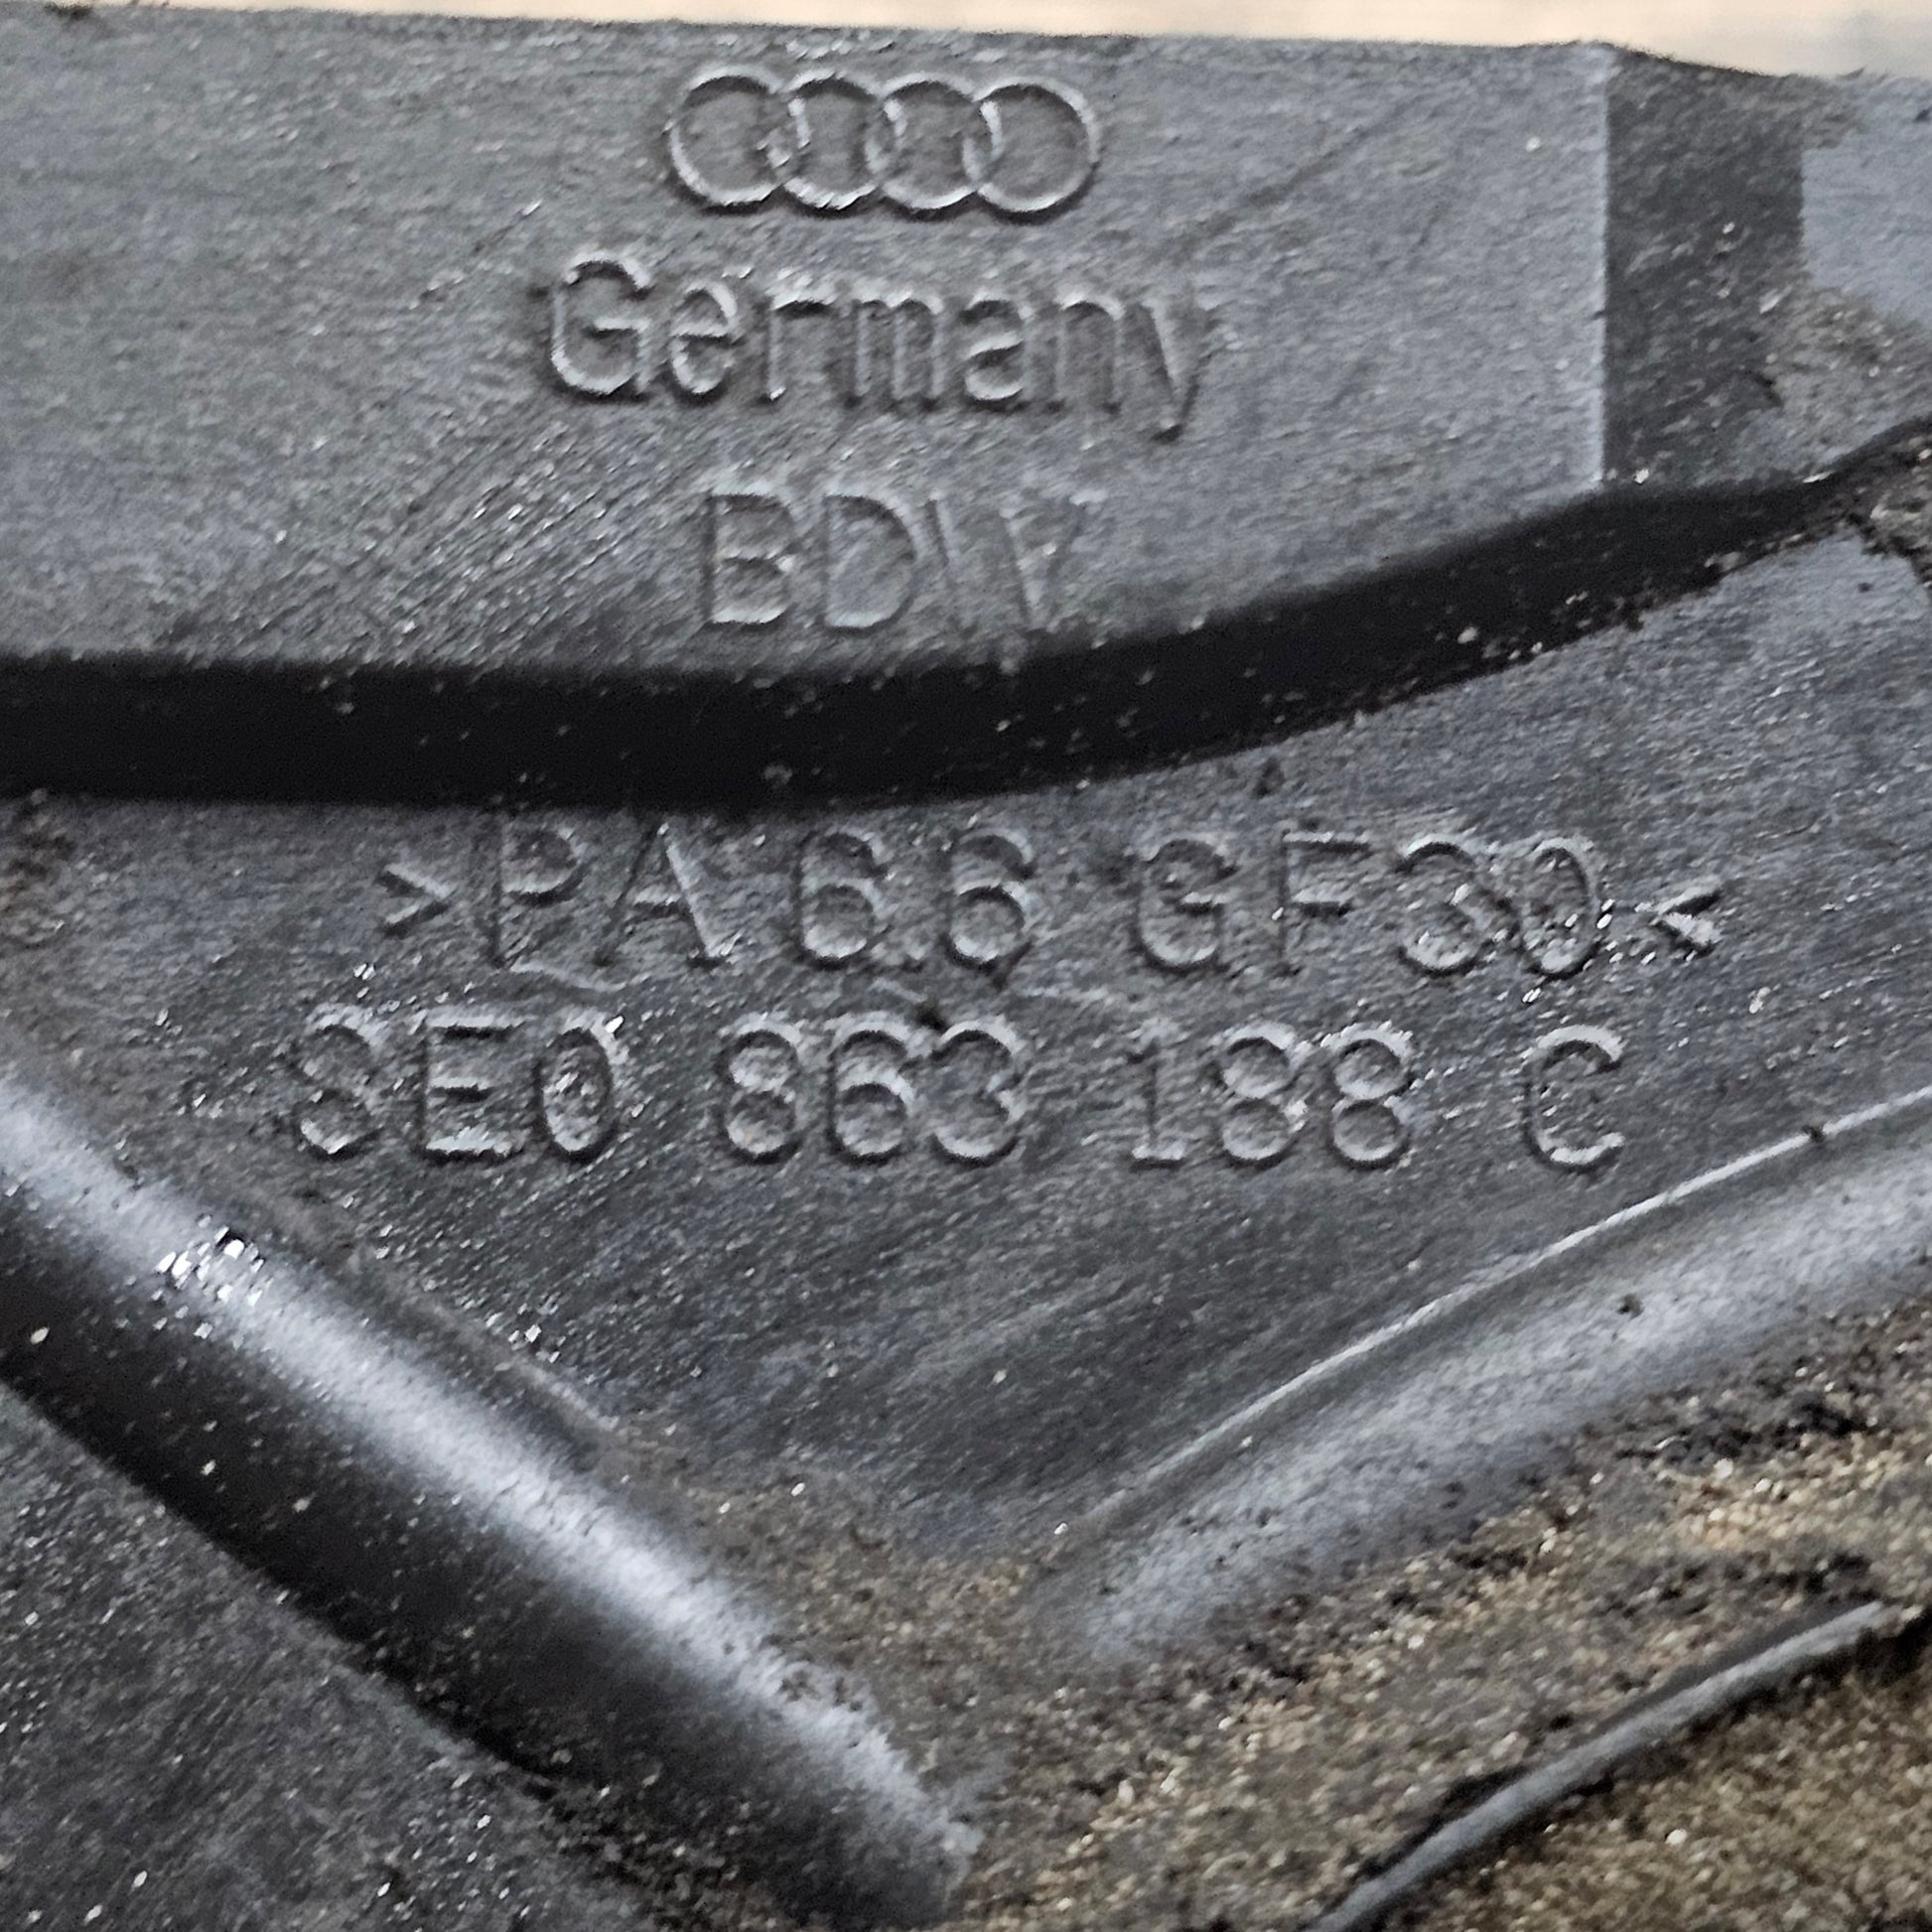 Germany
BDW
>PA 6.6 GF30<
8E0 863 188 C